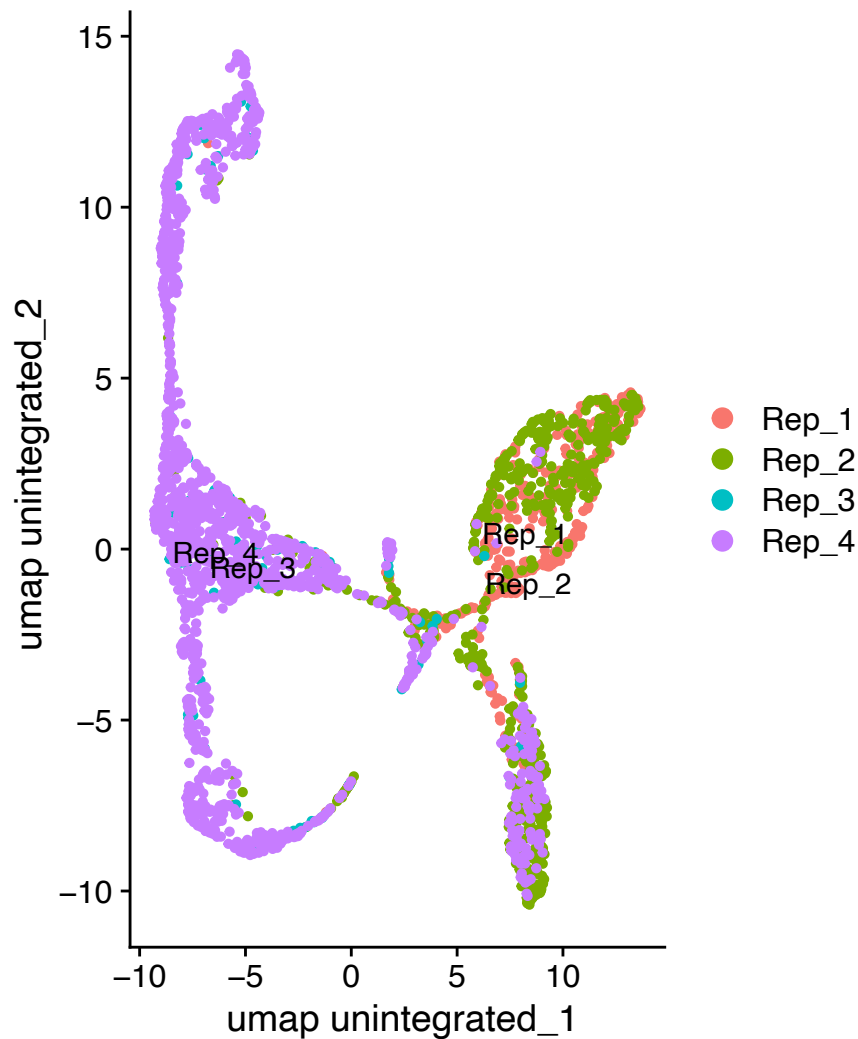 15
10
5
0
−5
−10
umap unintegrated_2
Rep_4
Rep_3
Rep_1
Rep_2
−10 −5 0 5 10
umap unintegrated_1
Rep_1
Rep_2
Rep_3
Rep_4